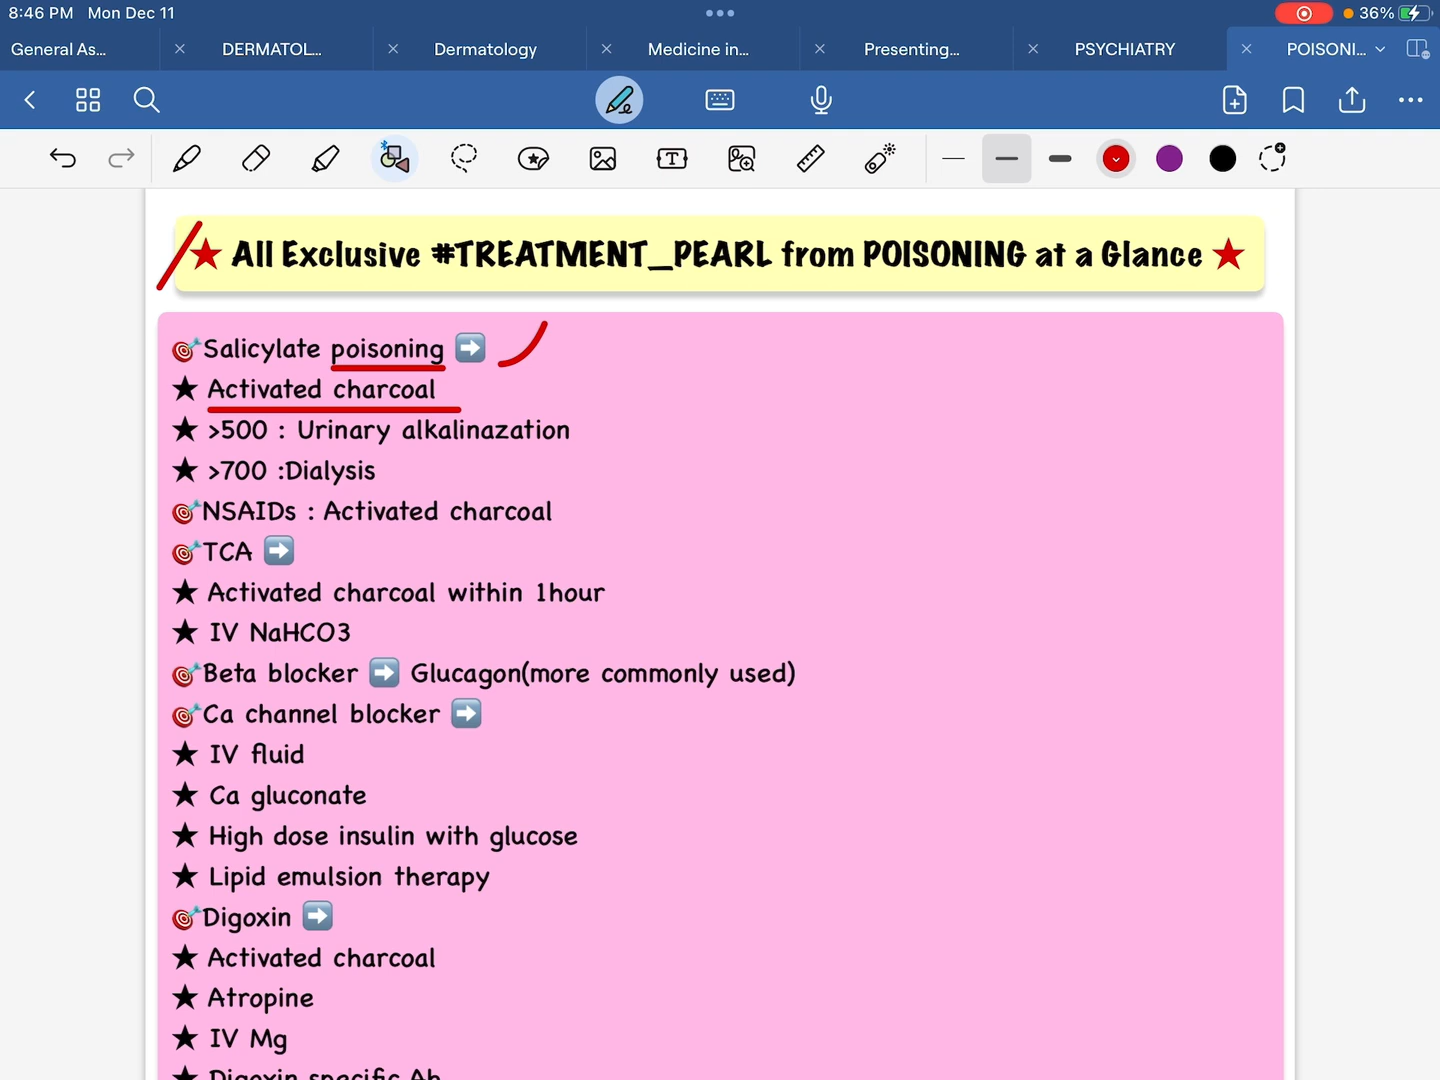 8:46 PM Mon Dec 11
36%
General As...
DERMATOL...
Dermatology
Medicine in...
Presenting...
PSYCHIATRY
POISONI...
★ All Exclusive #TREATMENT_PEARL from POISONING at a Glance ★
🎯Salicylate poisoning ➡️
★ Activated charcoal
★ >500 : Urinary alkalinazation
★ >700 :Dialysis
🎯NSAIDs : Activated charcoal
🎯TCA ➡️
★ Activated charcoal within 1hour
★ IV NaHCO3
🎯Beta blocker ➡️ Glucagon(more commonly used)
🎯Ca channel blocker ➡️
★ IV fluid
★ Ca gluconate
★ High dose insulin with glucose
★ Lipid emulsion therapy
🎯Digoxin ➡️
★ Activated charcoal
★ Atropine
★ IV Mg
★ Digoxin specific Ab